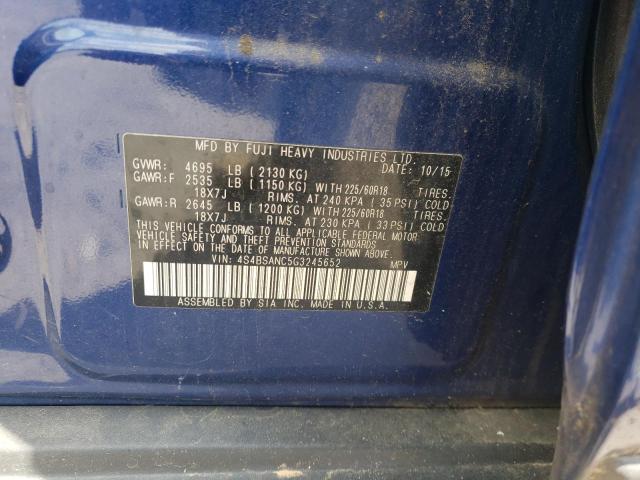 MFD BY FUJI HEAVY INDUSTRIES LTD.
GVWR: 4695 LB ( 2130 KG) DATE: 10/15
GAWR:F 2535 LB ( 1150 KG) WITH 225/60R18 TIRES,
18X7J RIMS, AT 240 KPA ( 35 PSI) COLD
GAWR:R 2645 LB ( 1200 KG) WITH 225/60R18 TIRES,
18X7J RIMS, AT 230 KPA ( 33 PSI) COLD
THIS VEHICLE CONFORMS TO ALL APPLICABLE FEDERAL MOTOR
VEHICLE SAFETY AND THEFT PREVENTION STANDARDS
IN EFFECT ON THE DATE OF MANUFACTURE SHOWN ABOVE.
VIN: 4S4BSANC5G3245652 MPV
ASSEMBLED BY SIA INC. MADE IN U.S.A.